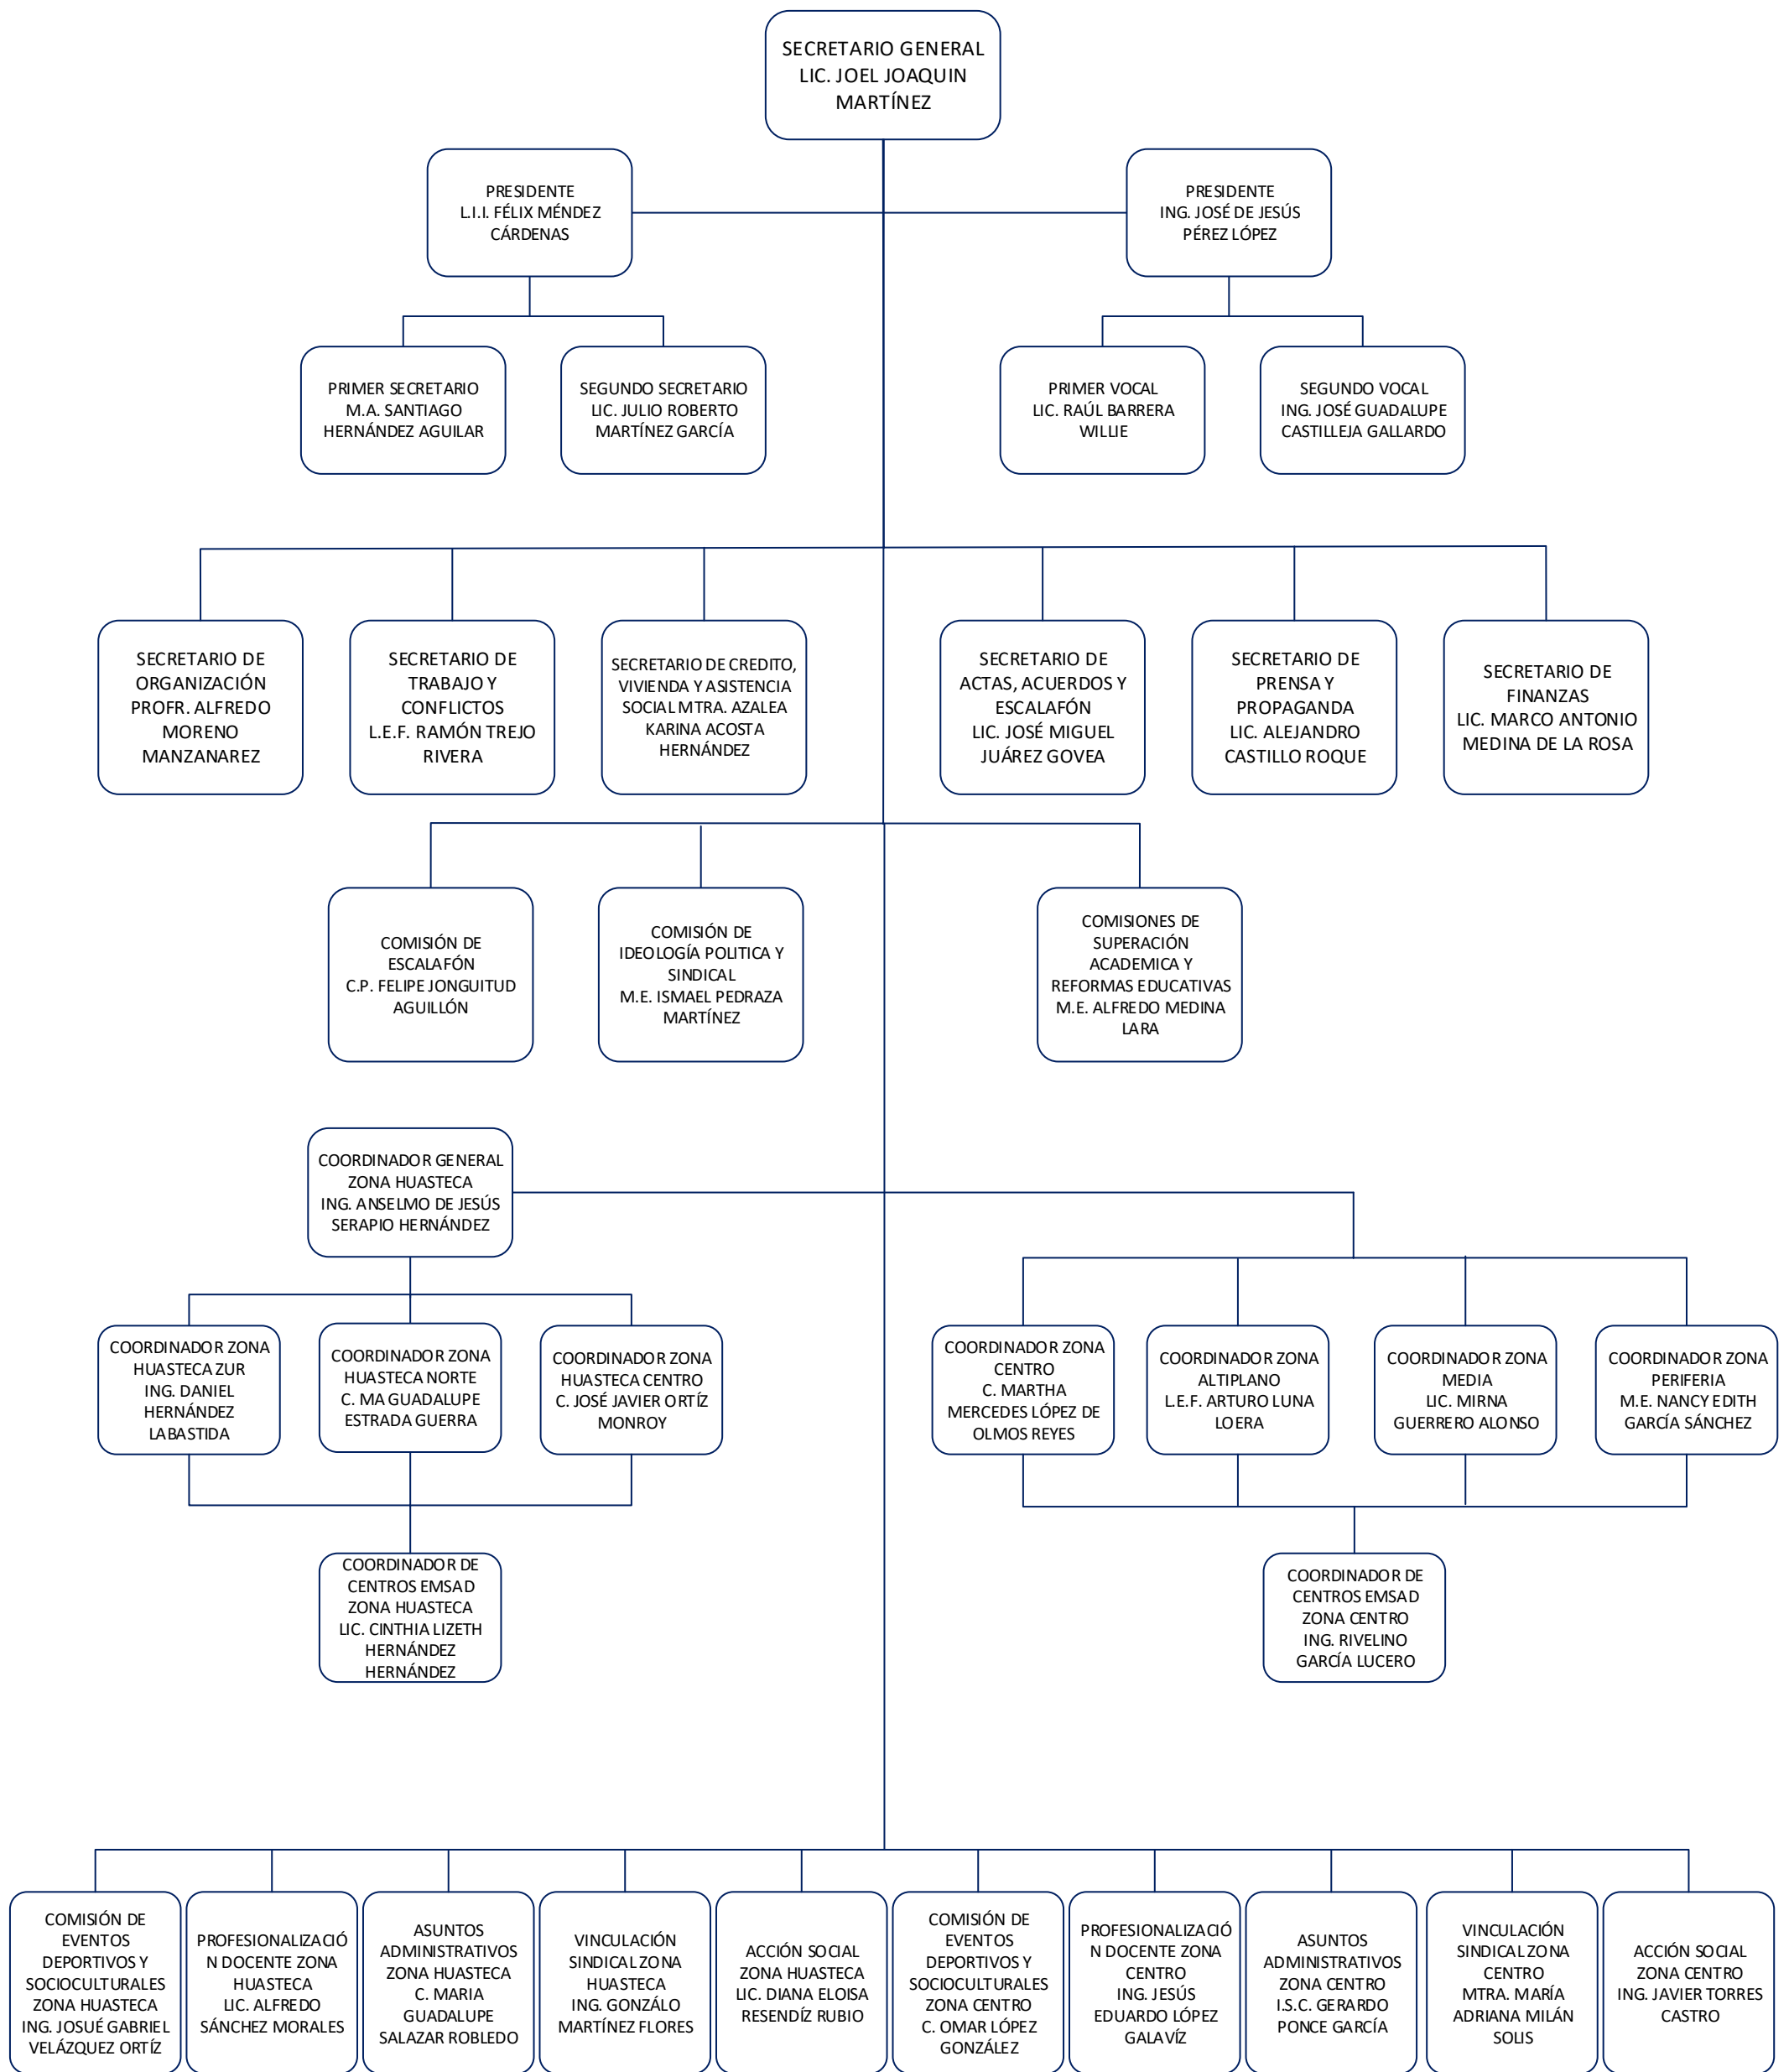 SECRETARIO GENERAL
LIC. JOEL JOAQUIN
MARTÍNEZ
PRESIDENTE
L.I.I. FÉLIX MÉNDEZ
CÁRDENAS
PRESIDENTE
ING. JOSÉ DE JESÚS
PÉREZ LÓPEZ
PRIMER SECRETARIO
M.A. SANTIAGO
HERNÁNDEZ AGUILAR
SEGUNDO SECRETARIO
LIC. JULIO ROBERTO
MARTÍNEZ GARCÍA
PRIMER VOCAL
LIC. RAÚL BARRERA
WILLIE
SEGUNDO VOCAL
ING. JOSÉ GUADALUPE
CASTILLEJA GALLARDO
SECRETARIO DE
ORGANIZACIÓN
PROFR. ALFREDO
MORENO
MANZANAREZ
SECRETARIO DE
TRABAJO Y
CONFLICTOS
L.E.F. RAMÓN TREJO
RIVERA
SECRETARIO DE CREDITO,
VIVIENDA Y ASISTENCIA
SOCIAL MTRA. AZALEA
KARINA ACOSTA
HERNÁNDEZ
SECRETARIO DE
ACTAS, ACUERDOS Y
ESCALAFÓN
LIC. JOSÉ MIGUEL
JUÁREZ GOVEA
SECRETARIO DE
PRENSA Y
PROPAGANDA
LIC. ALEJANDRO
CASTILLO ROQUE
SECRETARIO DE
FINANZAS
LIC. MARCO ANTONIO
MEDINA DE LA ROSA
COMISIÓN DE
ESCALAFÓN
C.P. FELIPE JONGUITUD
AGUILLÓN
COMISIÓN DE
IDEOLOGÍA POLITICA Y
SINDICAL
M.E. ISMAEL PEDRAZA
MARTÍNEZ
COMISIONES DE
SUPERACIÓN
ACADEMICA Y
REFORMAS EDUCATIVAS
M.E. ALFREDO MEDINA
LARA
COORDINADOR GENERAL
ZONA HUASTECA
ING. ANSELMO DE JESÚS
SERAPIO HERNÁNDEZ
COORDINADOR ZONA
HUASTECA ZUR
ING. DANIEL
HERNÁNDEZ
LABASTIDA
COORDINADOR ZONA
HUASTECA NORTE
C. MA GUADALUPE
ESTRADA GUERRA
COORDINADOR ZONA
HUASTECA CENTRO
C. JOSÉ JAVIER ORTÍZ
MONROY
COORDINADOR ZONA
CENTRO
C. MARTHA
MERCEDES LÓPEZ DE
OLMOS REYES
COORDINADOR ZONA
ALTIPLANO
L.E.F. ARTURO LUNA
LOERA
COORDINADOR ZONA
MEDIA
LIC. MIRNA
GUERRERO ALONSO
COORDINADOR ZONA
PERIFERIA
M.E. NANCY EDITH
GARCÍA SÁNCHEZ
COORDINADOR DE
CENTROS EMSAD
ZONA HUASTECA
LIC. CINTHIA LIZETH
HERNÁNDEZ
HERNÁNDEZ
COORDINADOR DE
CENTROS EMSAD
ZONA CENTRO
ING. RIVELINO
GARCÍA LUCERO
COMISIÓN DE
EVENTOS
DEPORTIVOS Y
SOCIOCULTURALES
ZONA HUASTECA
ING. JOSUÉ GABRIEL
VELÁZQUEZ ORTÍZ
PROFESIONALIZACIÓ
N DOCENTE ZONA
HUASTECA
LIC. ALFREDO
SÁNCHEZ MORALES
ASUNTOS
ADMINISTRATIVOS
ZONA HUASTECA
C. MARIA
GUADALUPE
SALAZAR ROBLEDO
VINCULACIÓN
SINDICAL ZONA
HUASTECA
ING. GONZÁLO
MARTÍNEZ FLORES
ACCIÓN SOCIAL
ZONA HUASTECA
LIC. DIANA ELOISA
RESENDÍZ RUBIO
COMISIÓN DE
EVENTOS
DEPORTIVOS Y
SOCIOCULTURALES
ZONA CENTRO
C. OMAR LÓPEZ
GONZÁLEZ
PROFESIONALIZACIÓ
N DOCENTE ZONA
CENTRO
ING. JESÚS
EDUARDO LÓPEZ
GALAVÍZ
ASUNTOS
ADMINISTRATIVOS
ZONA CENTRO
I.S.C. GERARDO
PONCE GARCÍA
VINCULACIÓN
SINDICAL ZONA
CENTRO
MTRA. MARÍA
ADRIANA MILÁN
SOLIS
ACCIÓN SOCIAL
ZONA CENTRO
ING. JAVIER TORRES
CASTRO